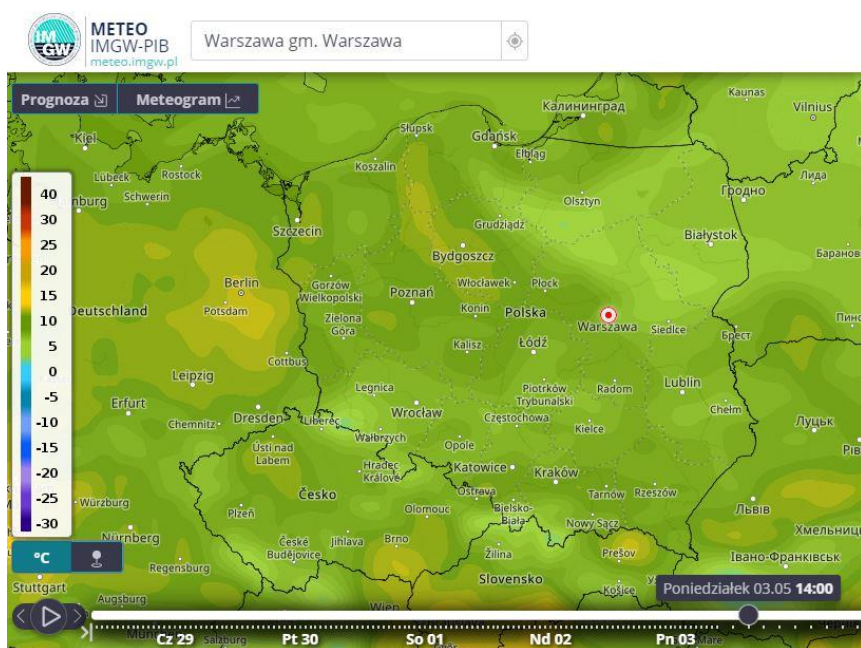 IM
GW
METEO
IMGW-PIB
meteo.imgw.pl
Warszawa gm. Warszawa
Prognoza
Meteogram
Kaunas
Калининград
Vilnius
Kiel
Słupsk
Gdańsk
Elbląg
Lübeck
Rostock
Koszalin
Лида
Schwerin
Гродно
Olsztyn
Szczecin
Grudziądz
Białystok
Bydgoszcz
Berlin
Gorzów
Wielkopolski
Poznań
Włocławek
Płock
Potsdam
Deutschland
Zielona
Góra
Konin
Polska
Warszawa
Siedlce
Брест
Kalisz
Łódź
Cottbus
Leipzig
Legnica
Piotrków
Trybunalski
Radom
Lublin
Erfurt
Chemnitz
Dresden
Liberec
Wrocław
Częstochowa
Chełm
Луцьк
Wałbrzych
Kielce
Ústí nad
Labem
Opole
Hradec
Králové
Katowice
Kraków
Česko
Ostrava
Tarnów
Rzeszów
Würzburg
Plzeň
Olomouc
Bielsko-
Biała
Nowy Sącz
Львів
Nürnberg
České
Budějovice
Jihlava
Brno
Žilina
Prešov
Івано-Франківськ
Regensburg
Stuttgart
Slovensko
Košice
Augsburg
Wien
Salzburg
40
30
25
20
15
10
5
0
-5
-10
-15
-20
-25
-30
°C
Poniedziałek 03.05 14:00
Cz 29
Pt 30
So 01
Nd 02
Pn 03